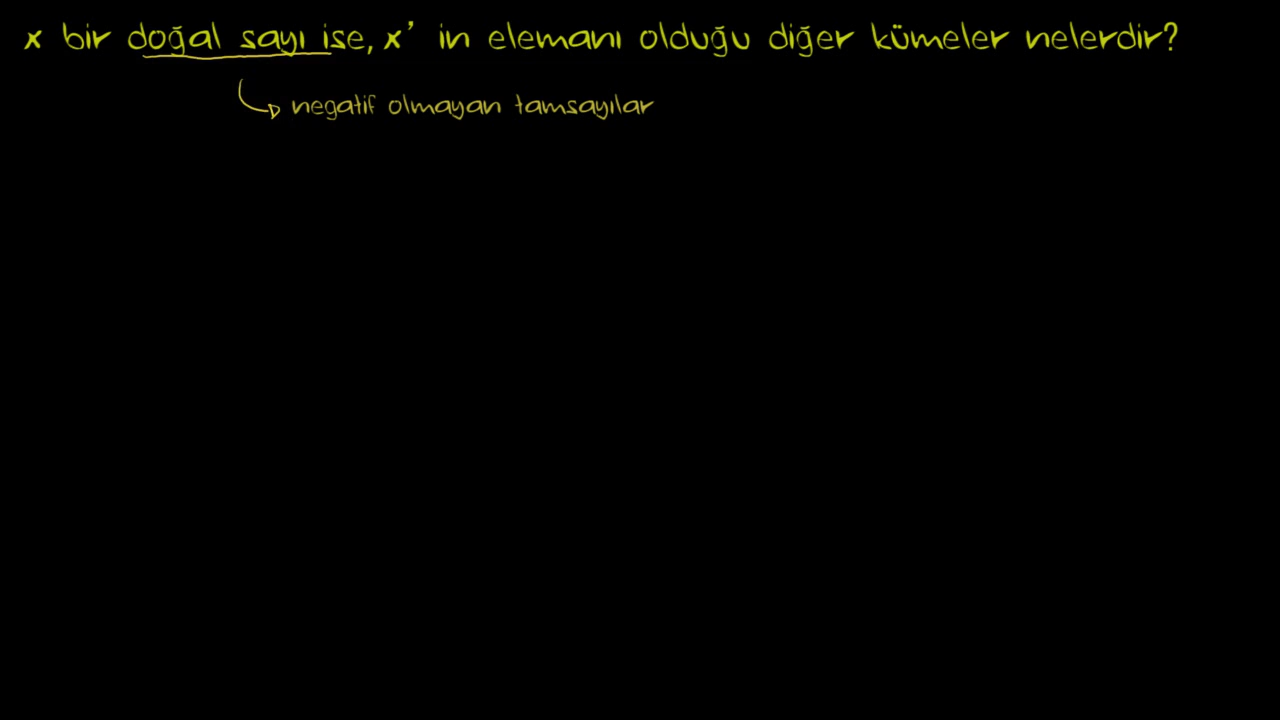 x bir doğal sayı ise, x' in elemanı olduğu diğer kümeler nelerdir?
negatif olmayan tamsayılar